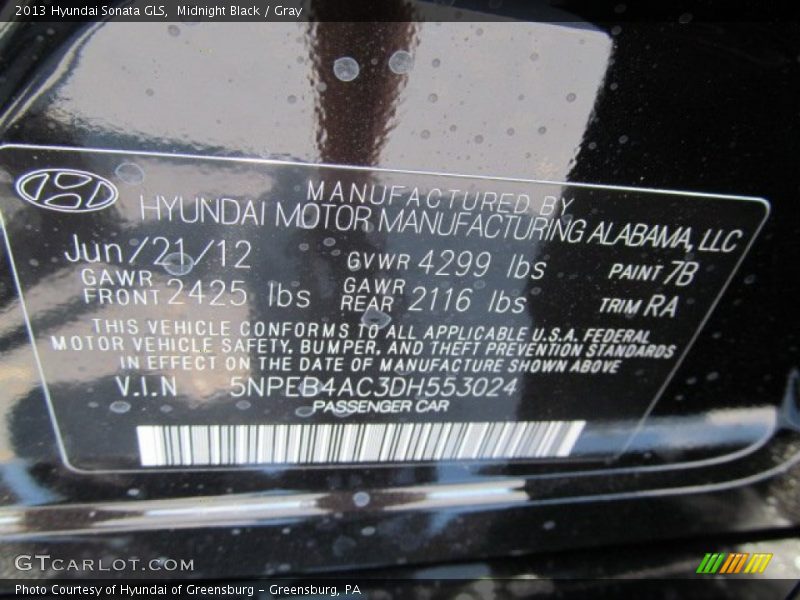 2013 Hyundai Sonata GLS, Midnight Black / Gray
MANUFACTURED BY
HYUNDAI MOTOR MANUFACTURING ALABAMA, LLC
Jun/21/12 GVWR 4299 lbs PAINT 7B
GAWR FRONT 2425 lbs GAWR REAR 2116 lbs TRIM RA
THIS VEHICLE CONFORMS TO ALL APPLICABLE U.S.A. FEDERAL
MOTOR VEHICLE SAFETY, BUMPER, AND THEFT PREVENTION STANDARDS
IN EFFECT ON THE DATE OF MANUFACTURE SHOWN ABOVE
V.I.N 5NPEB4AC3DH553024
PASSENGER CAR
GTCARLOT.COM
Photo Courtesy of Hyundai of Greensburg - Greensburg, PA